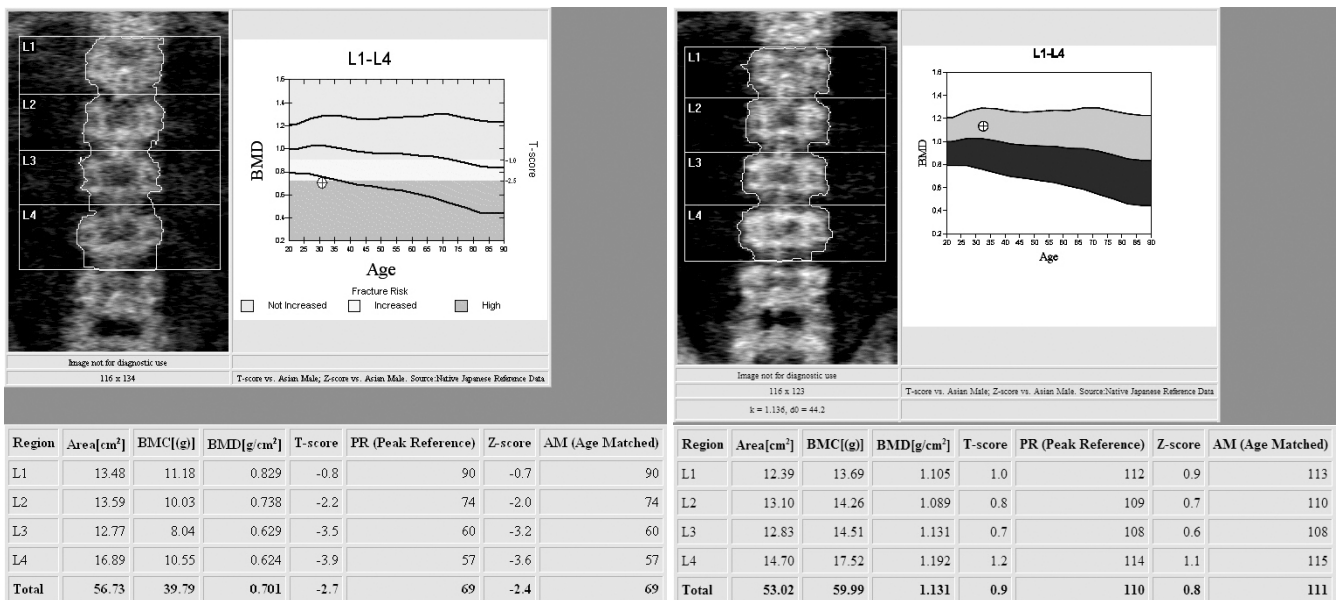 L1
L2
L3
L4
L1-L4
BMD
1.6
1.4
1.2
1.0
0.8
0.6
0.4
0.2
T-score
-1.0
-2.5
20 25 30 35 40 45 50 55 60 65 70 75 80 85 90
Age
Fracture Risk
Not Increased Increased High
Image not for diagnostic use
116 x 134
T-score vs. Asian Male; Z-score vs. Asian Male. Source:Native Japanese Reference Data
Region Area[cm²] BMC[(g)] BMD[g/cm²] T-score PR (Peak Reference) Z-score AM (Age Matched)
L1 13.48 11.18 0.829 -0.8 90 -0.7 90
L2 13.59 10.03 0.738 -2.2 74 -2.0 74
L3 12.77 8.04 0.629 -3.5 60 -3.2 60
L4 16.89 10.55 0.624 -3.9 57 -3.6 57
Total 56.73 39.79 0.701 -2.7 69 -2.4 69
L1
L2
L3
L4
L1-L4
BMD
1.6
1.4
1.2
1.0
0.8
0.6
0.4
0.2
20 25 30 35 40 45 50 55 60 65 70 75 80 85 90
Age
Image not for diagnostic use
116 x 123
T-score vs. Asian Male; Z-score vs. Asian Male. Source:Native Japanese Reference Data
k = 1.136, d0 = 44.2
Region Area[cm²] BMC[(g)] BMD[g/cm²] T-score PR (Peak Reference) Z-score AM (Age Matched)
L1 12.39 13.69 1.105 1.0 112 0.9 113
L2 13.10 14.26 1.089 0.8 109 0.7 110
L3 12.83 14.51 1.131 0.7 108 0.6 108
L4 14.70 17.52 1.192 1.2 114 1.1 115
Total 53.02 59.99 1.131 0.9 110 0.8 111